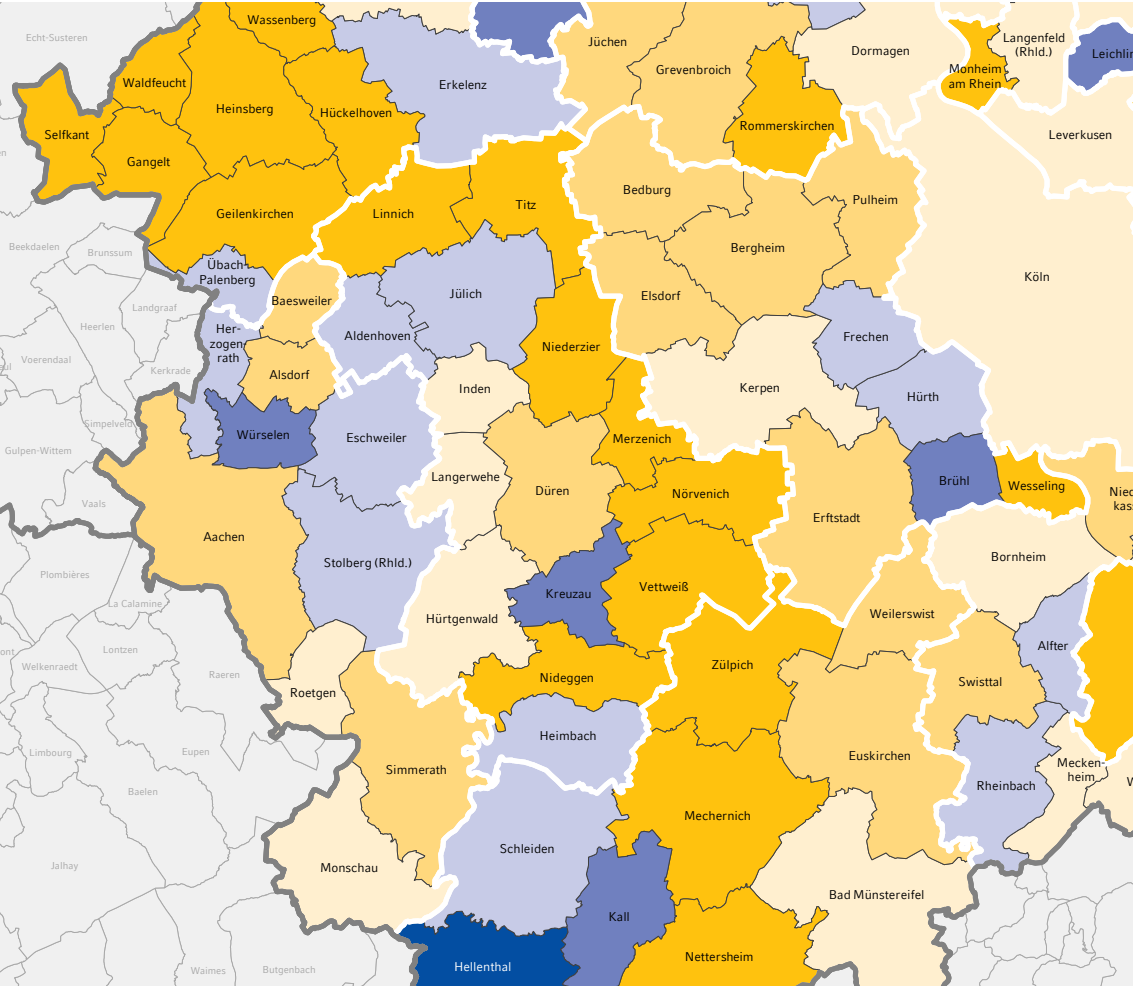 Wassenberg
Echt-Susteren
Jüchen
Langenfeld
(Rhld.)
Dormagen
Grevenbroich
Monheim
am Rhein
Waldfeucht
Erkelenz
Heinsberg
Hückelhoven
Rommerskirchen
Selfkant
Leverkusen
Gangelt
Bedburg
Pulheim
Geilenkirchen
Linnich
Titz
Beekdaelen
Brunssum
Bergheim
Übach-
Palenberg
Köln
Jülich
Elsdorf
Baesweiler
Landgraaf
Heerlen
Her-
zogen-
rath
Aldenhoven
Frechen
Niederzier
Voerendaal
Kerkrade
Alsdorf
Inden
Kerpen
Hürth
Simpelveld
Würselen
Eschweiler
Merzenich
Gulpen-Wittem
Langerwehe
Düren
Brühl
Wesseling
Nörvenich
Vaals
Erftstadt
Aachen
Stolberg (Rhld.)
Bornheim
Plombières
Vettweiß
Kreuzau
La Calamine
Hürtgenwald
Weilerswist
Lontzen
Alfter
Welkenraedt
Zülpich
Raeren
Nideggen
Swisttal
Roetgen
Heimbach
Limbourg
Eupen
Euskirchen
Simmerath
Mecken-
heim
Rheinbach
Baelen
Mechernich
Schleiden
Jalhay
Monschau
Bad Münstereifel
Kall
Nettersheim
Hellenthal
Waimes
Butgenbach